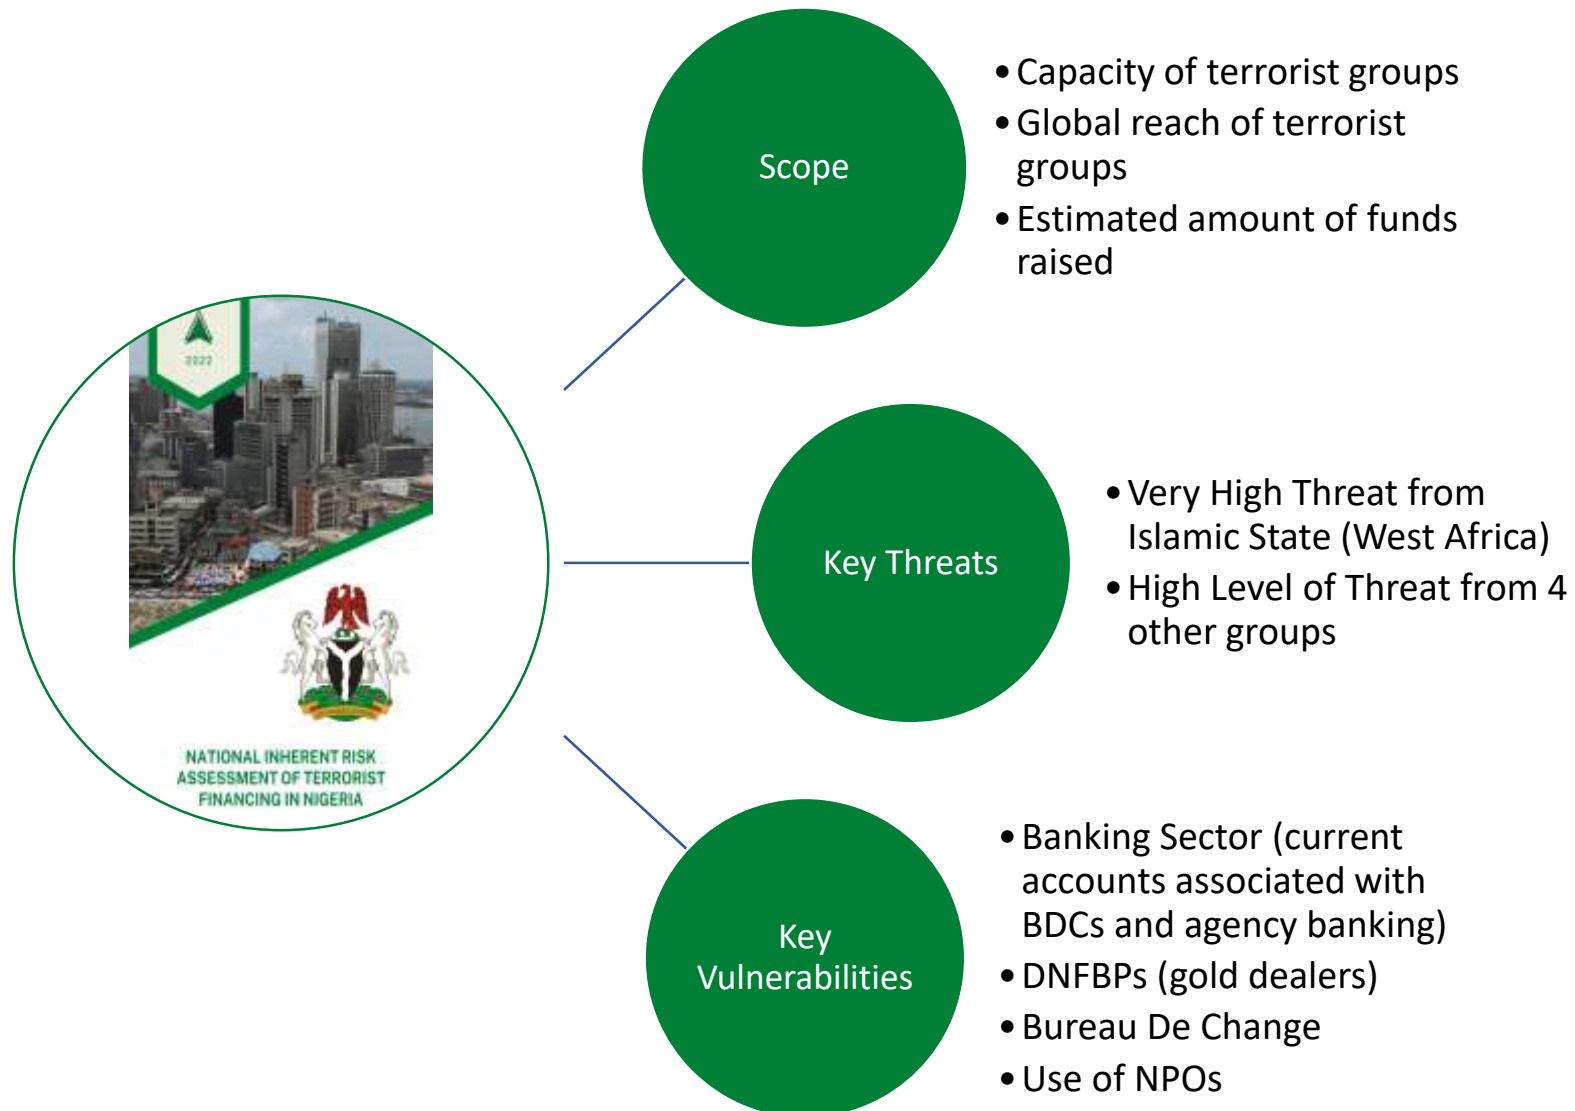 Scope
• Capacity of terrorist groups
• Global reach of terrorist
groups
• Estimated amount of funds
raised
2022
NATIONAL INHERENT RISK
ASSESSMENT OF TERRORIST
FINANCING IN NIGERIA
Key Threats
• Very High Threat from
Islamic State (West Africa)
• High Level of Threat from 4
other groups
Key
Vulnerabilities
• Banking Sector (current
accounts associated with
BDCs and agency banking)
• DNFBPs (gold dealers)
• Bureau De Change
• Use of NPOs